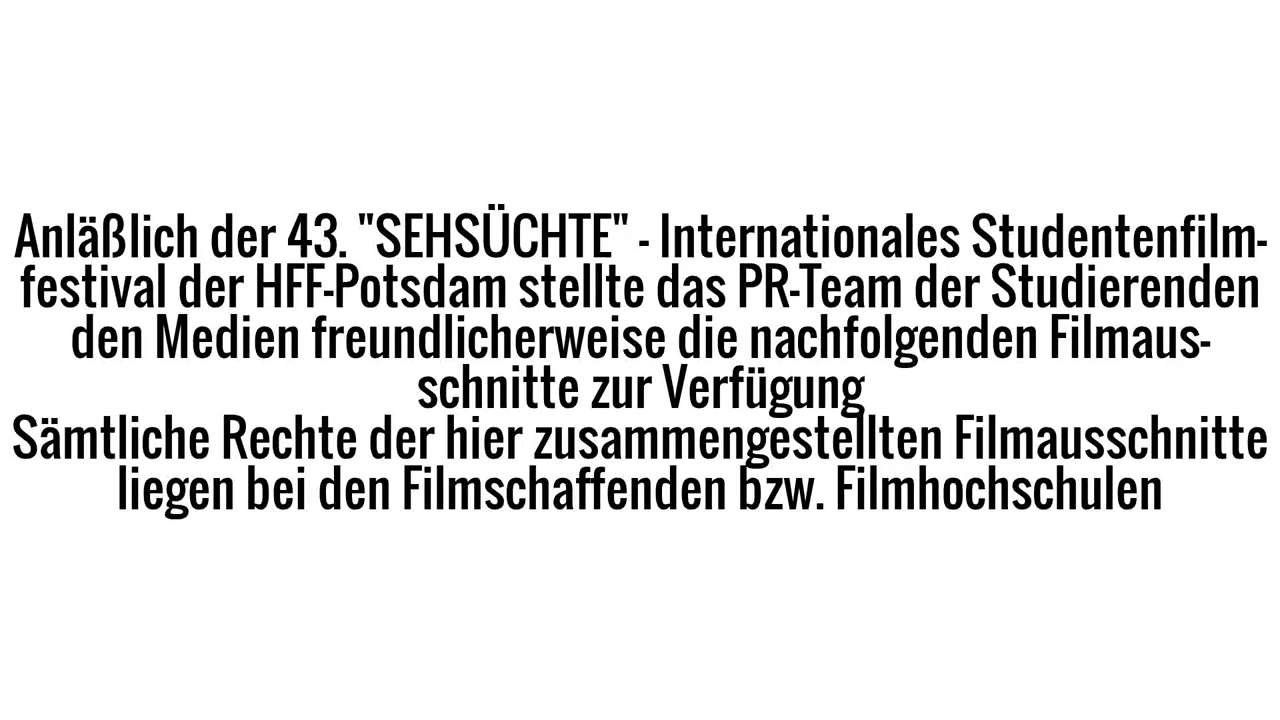 Anläßlich der 43. "SEHSÜCHTE" - Internationales Studentenfilm-
festival der HFF-Potsdam stellte das PR-Team der Studierenden
den Medien freundlicherweise die nachfolgenden Filmaus-
schnitte zur Verfügung
Sämtliche Rechte der hier zusammengestellten Filmausschnitte
liegen bei den Filmschaffenden bzw. Filmhochschulen